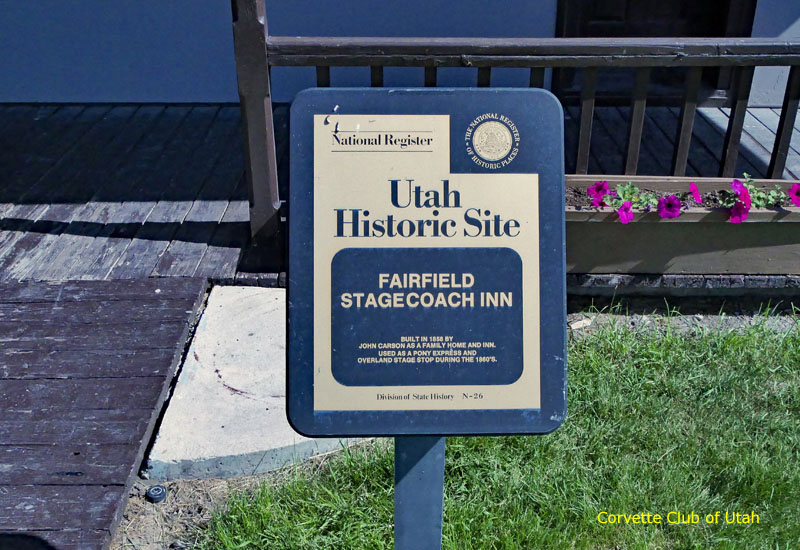 National Register
THE NATIONAL REGISTER
OF HISTORIC PLACES
Utah
Historic Site
FAIRFIELD
STAGECOACH INN
BUILT IN 1858 BY
JOHN CARSON AS A FAMILY HOME AND INN.
USED AS A PONY EXPRESS AND
OVERLAND STAGE STOP DURING THE 1860'S.
Division of State History N-26
Corvette Club of Utah